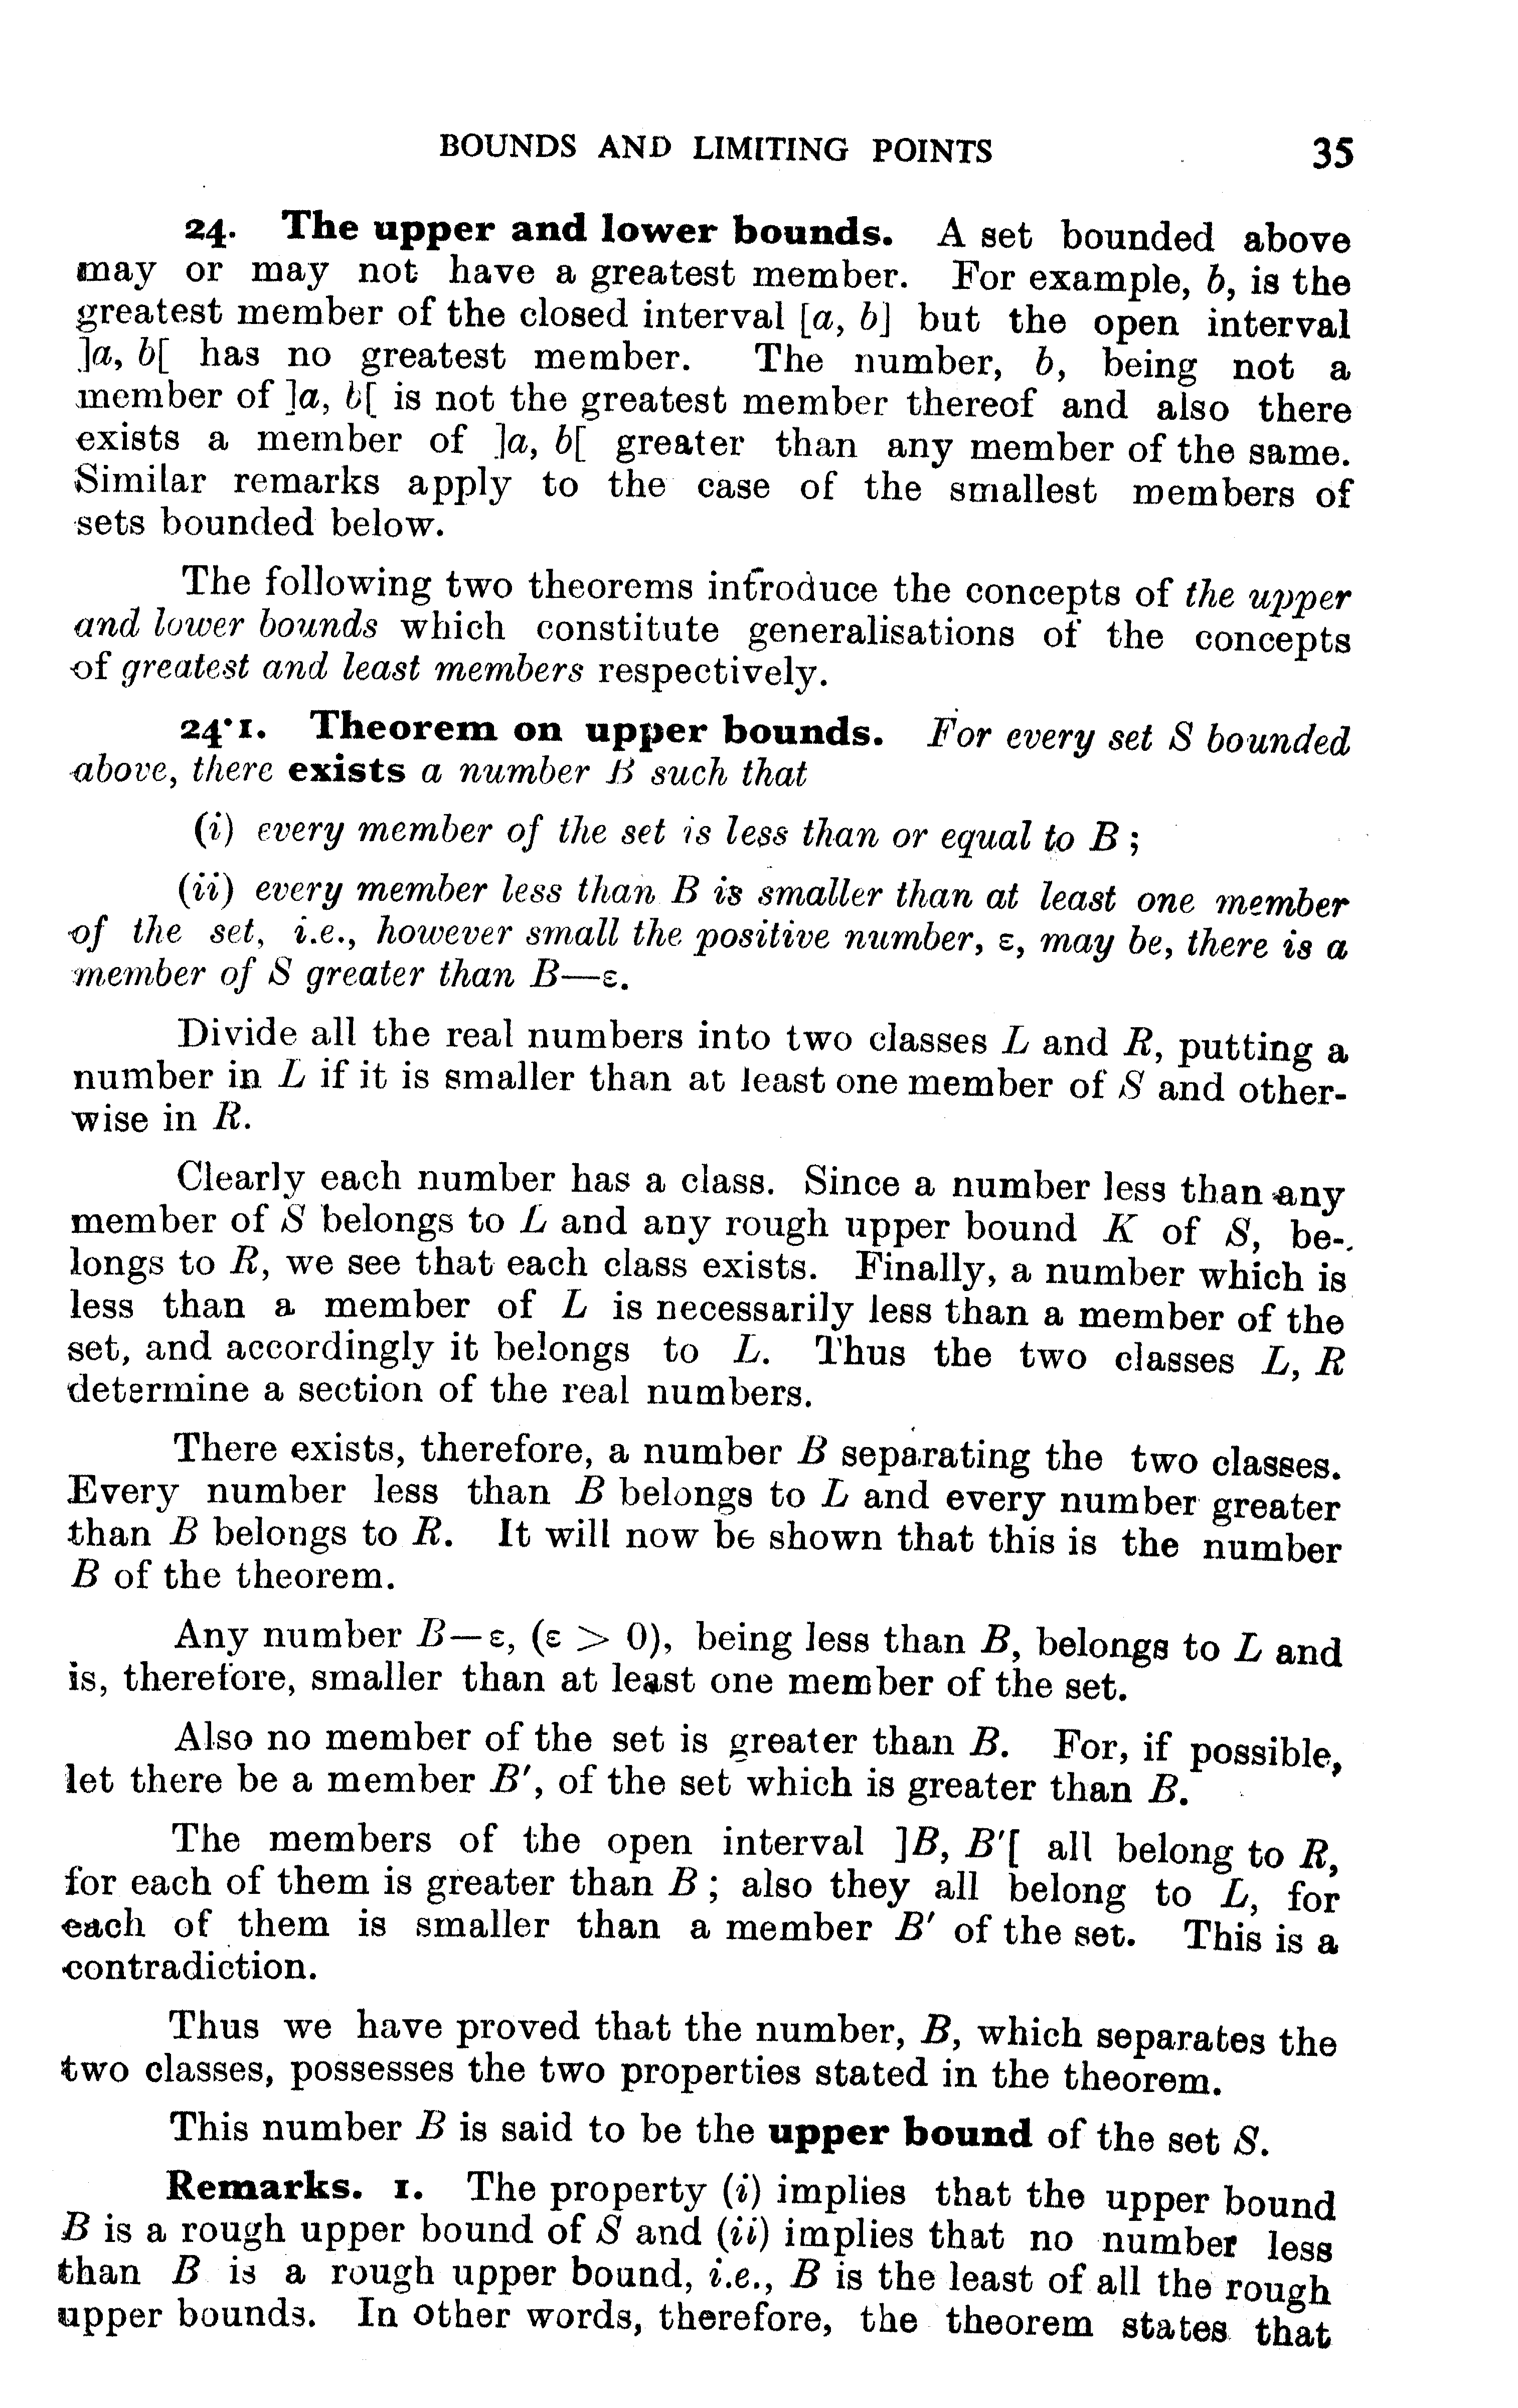 BOUNDS AND LIMITING POINTS 35
24. The upper and lower bounds. A set bounded above
may or may not have a greatest member. For example, b, is the
greatest member of the closed interval [a, b] but the open interval
]a, b[ has no greatest member. The number, b, being not a
member of ]a, b[ is not the greatest member thereof and also there
exists a member of ]a, b[ greater than any member of the same.
Similar remarks apply to the case of the smallest members of
sets bounded below.
The following two theorems introduce the concepts of the upper
and lower bounds which constitute generalisations of the concepts
of greatest and least members respectively.
24·1. Theorem on upper bounds. For every set S bounded
above, there exists a number B such that
(i) every member of the set is less than or equal to B ;
(ii) every member less than B is smaller than at least one member
of the set, i.e., however small the positive number, ε, may be, there is a
member of S greater than B—ε.
Divide all the real numbers into two classes L and R, putting a
number in L if it is smaller than at least one member of S and other-
wise in R.
Clearly each number has a class. Since a number less than any
member of S belongs to L and any rough upper bound K of S, be-
longs to R, we see that each class exists. Finally, a number which is
less than a member of L is necessarily less than a member of the
set, and accordingly it belongs to L. Thus the two classes L, R
determine a section of the real numbers.
There exists, therefore, a number B separating the two classes.
Every number less than B belongs to L and every number greater
than B belongs to R. It will now be shown that this is the number
B of the theorem.
Any number B—ε, (ε > 0), being less than B, belongs to L and
is, therefore, smaller than at least one member of the set.
Also no member of the set is greater than B. For, if possible,
let there be a member B′, of the set which is greater than B.
The members of the open interval ]B, B′[ all belong to R,
for each of them is greater than B ; also they all belong to L, for
each of them is smaller than a member B′ of the set. This is a
contradiction.
Thus we have proved that the number, B, which separates the
two classes, possesses the two properties stated in the theorem.
This number B is said to be the upper bound of the set S.
Remarks. 1. The property (i) implies that the upper bound
B is a rough upper bound of S and (ii) implies that no number less
than B is a rough upper bound, i.e., B is the least of all the rough
upper bounds. In other words, therefore, the theorem states that